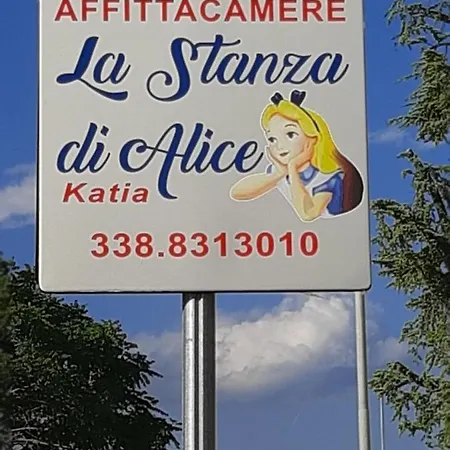 AFFITTACAMERE
La Stanza
di Alice
Katia
338.8313010